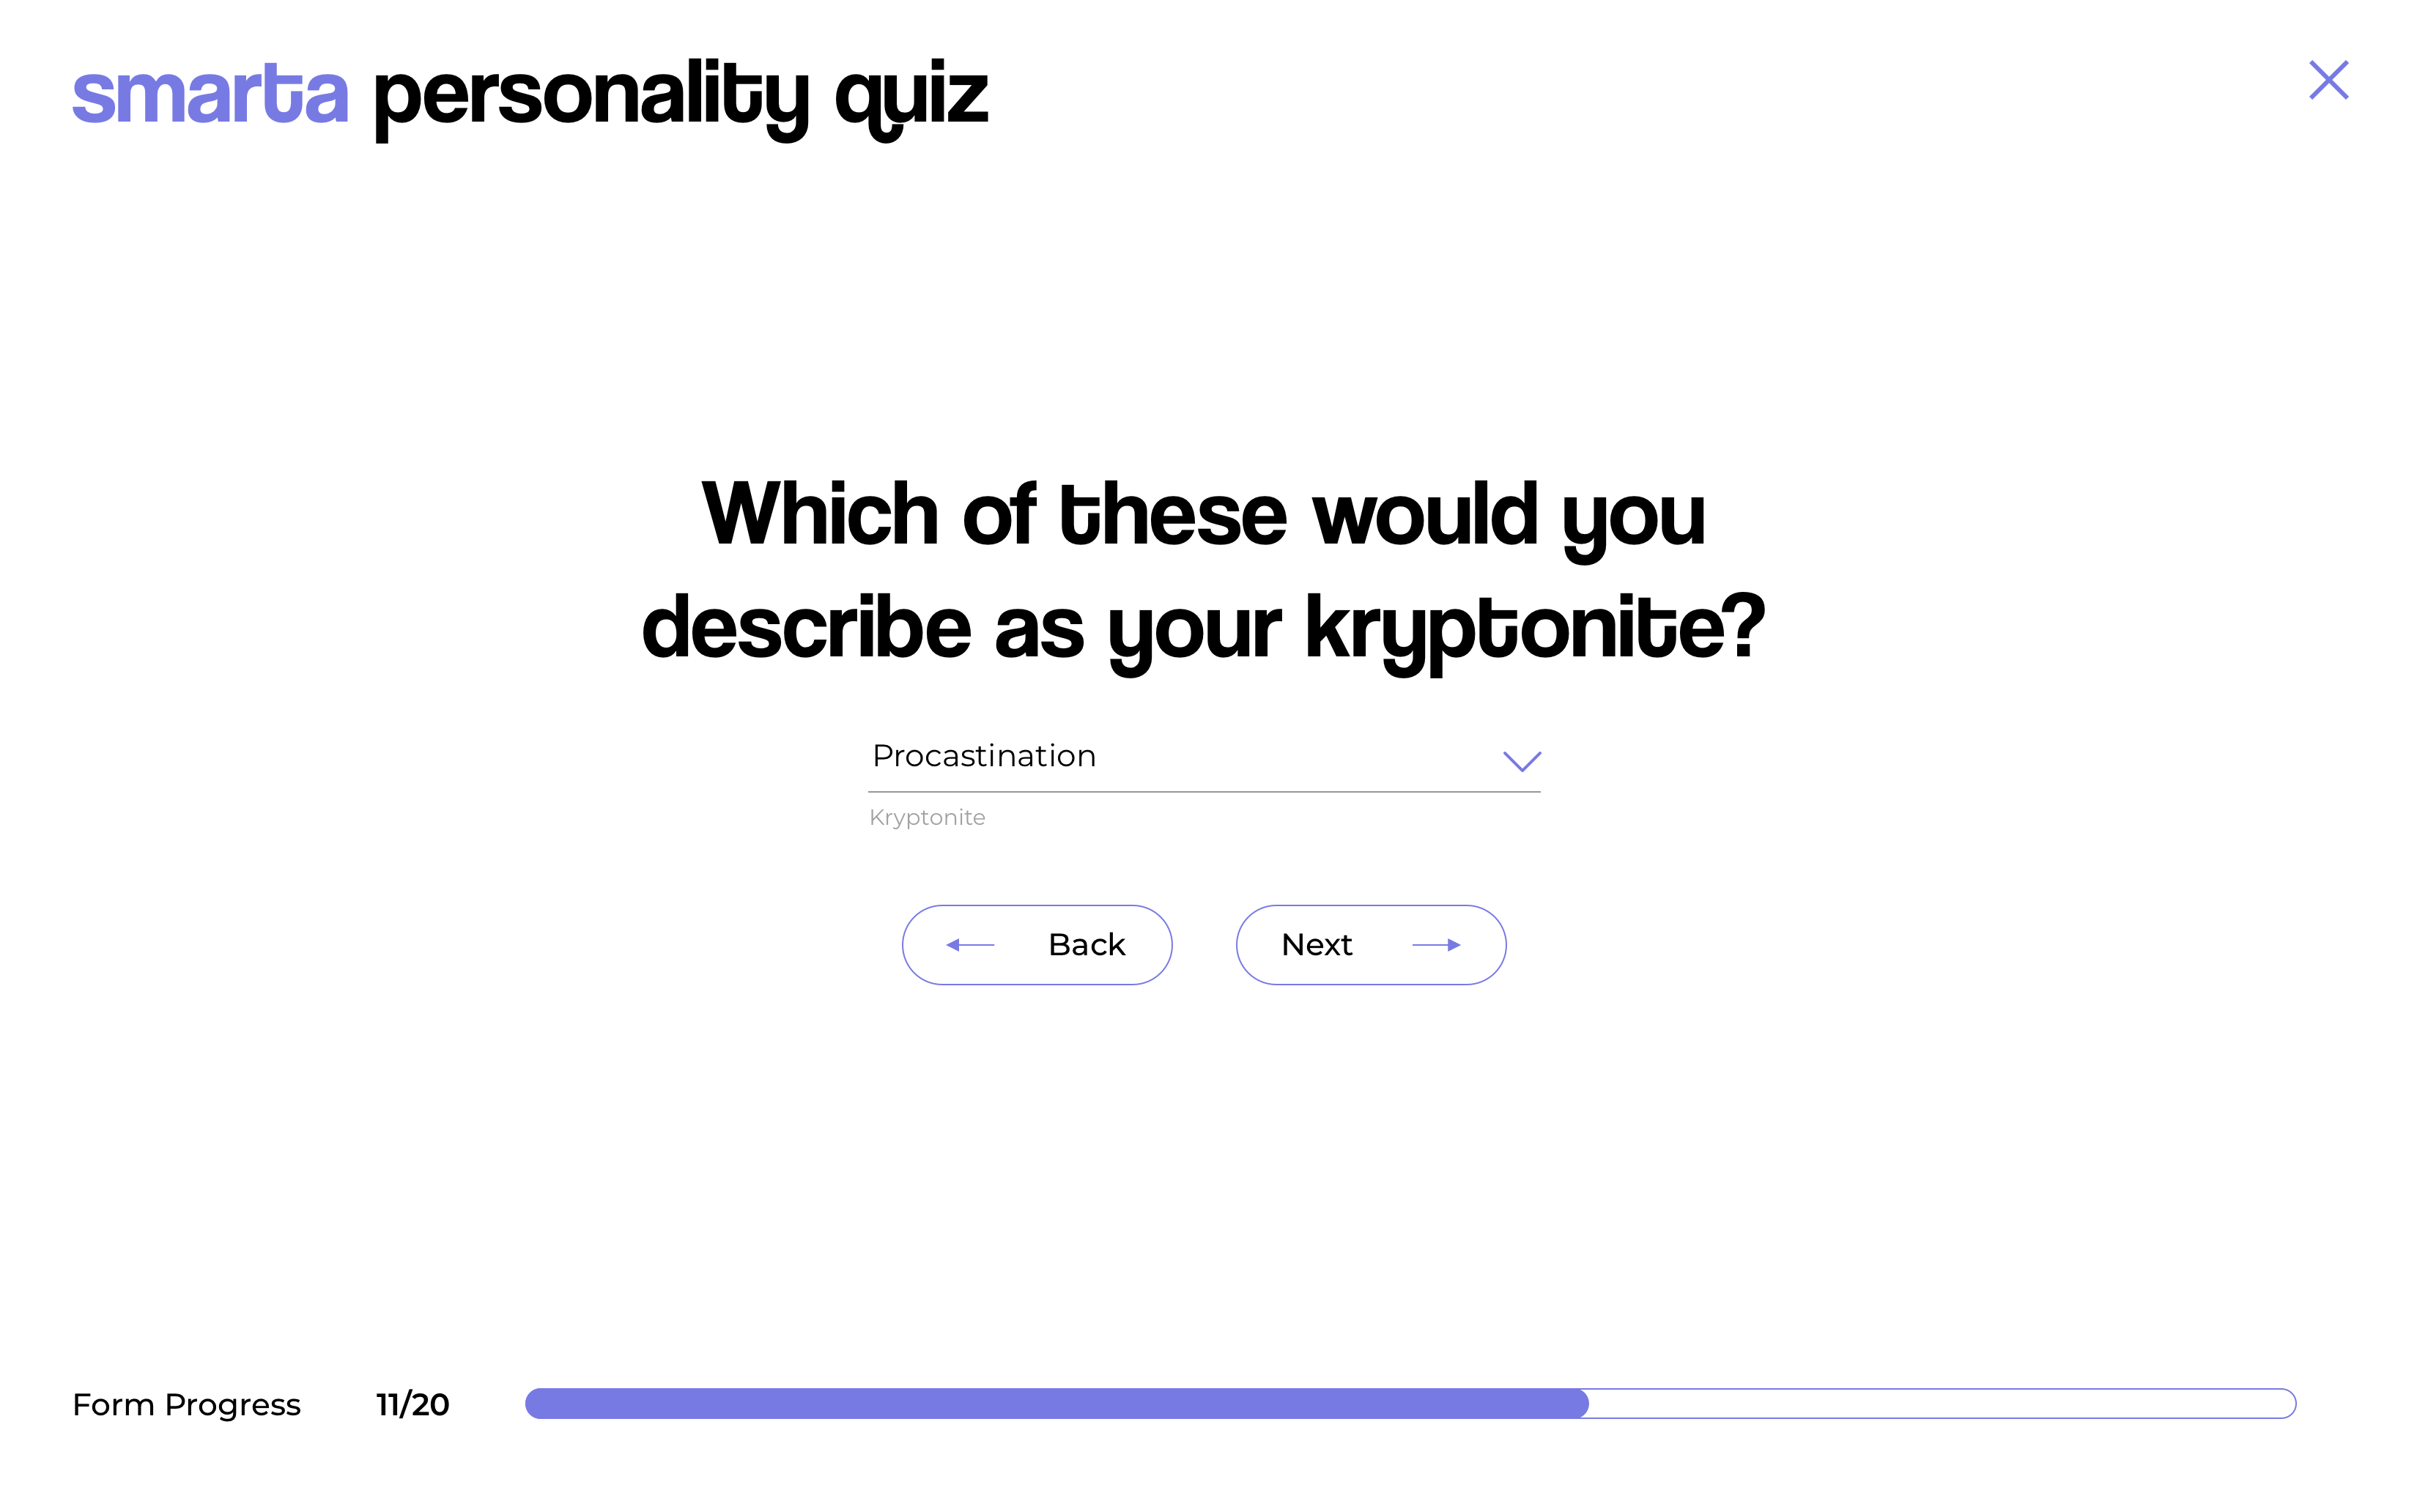 smarta personality quiz
Which of these would you
describe as your kryptonite?
Procastination
Kryptonite
Back
Next
Form Progress
11/20